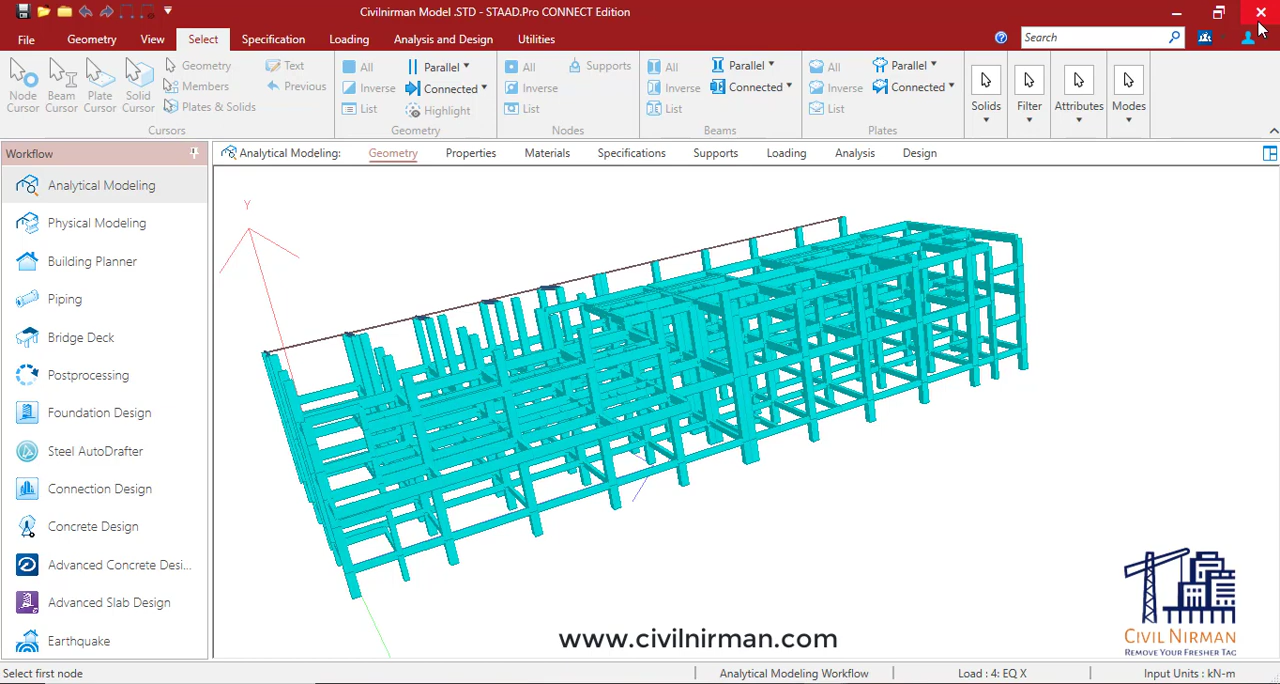 Civilnirman Model .STD - STAAD.Pro CONNECT Edition
File Geometry View Select Specification Loading Analysis and Design Utilities Search
Node Cursor
Beam Cursor
Plate Cursor
Solid Cursor
Geometry
Members
Plates & Solids
Text
Previous
Cursors
All
Inverse
List
Parallel
Connected
Highlight
Geometry
All
Inverse
List
Supports
Nodes
All
Inverse
List
Parallel
Connected
Beams
All
Inverse
List
Parallel
Connected
Plates
Solids
Filter
Attributes
Modes
Workflow
Analytical Modeling: Geometry Properties Materials Specifications Supports Loading Analysis Design
Analytical Modeling
Physical Modeling
Building Planner
Piping
Bridge Deck
Postprocessing
Foundation Design
Steel AutoDrafter
Connection Design
Concrete Design
Advanced Concrete Desi...
Advanced Slab Design
Earthquake
Y
www.civilnirman.com
CIVIL NIRMAN
REMOVE YOUR FRESHER TAG
Select first node Analytical Modeling Workflow Load : 4: EQ X Input Units : kN-m